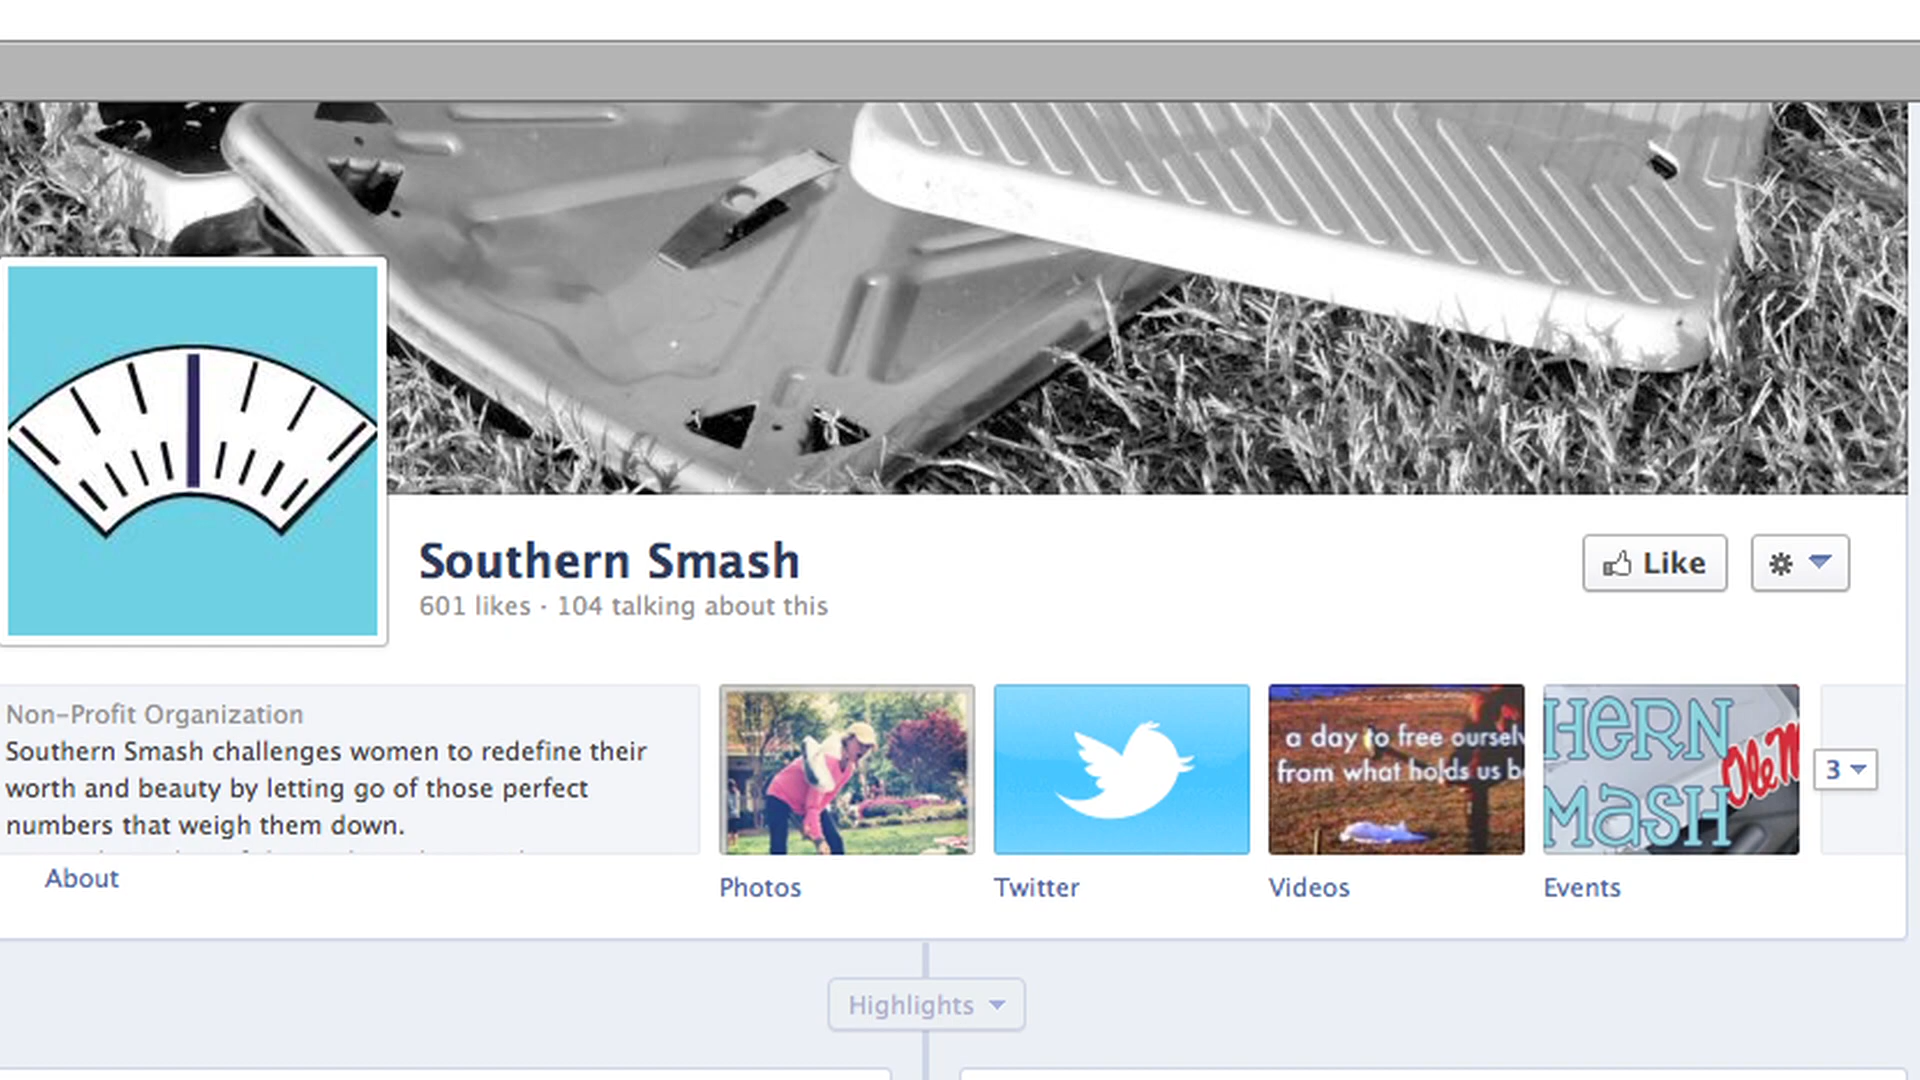 Southern Smash
601 likes · 104 talking about this
Like
Non-Profit Organization
Southern Smash challenges women to redefine their
worth and beauty by letting go of those perfect
numbers that weigh them down.
About
a day to free ourselv
from what holds us b
HERN
MASH
Ole M
3
Photos
Twitter
Videos
Events
Highlights